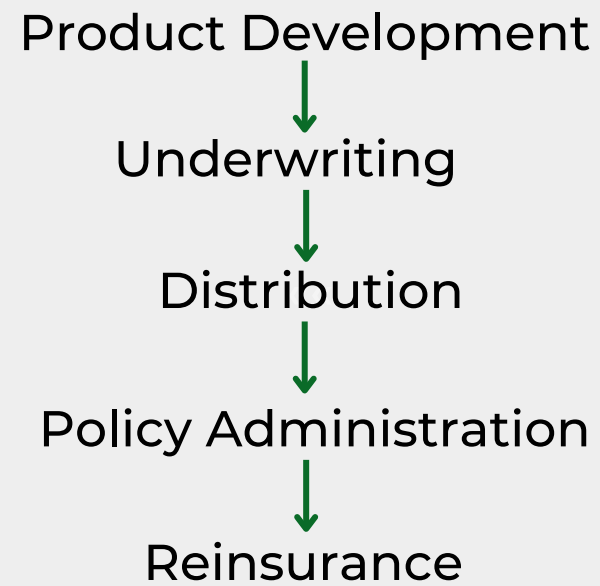 Product Development
Underwriting
Distribution
Policy Administration
Reinsurance